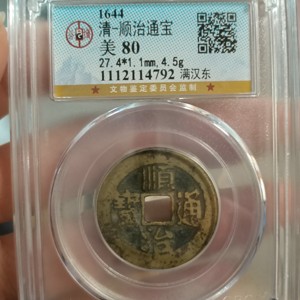 1644
清-顺治通宝
美 80
27.4*1.1mm, 4.5g
1112114792 满汉东
★ 文物鉴定委员会监制 ★
順
寶 通
治